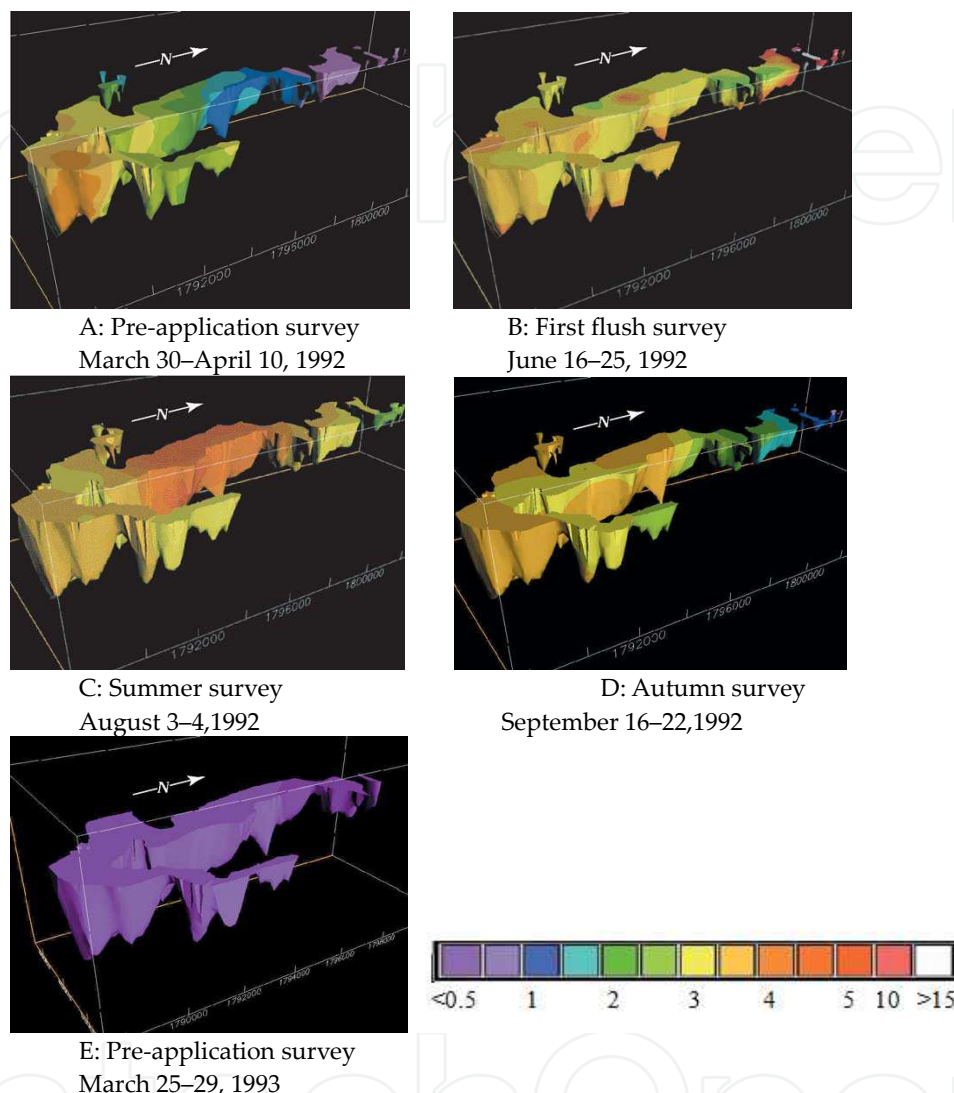 N
1792000
1796000
1800000
A: Pre-application survey
March 30–April 10, 1992
N
1792000
1796000
1800000
B: First flush survey
June 16–25, 1992
N
1792000
1796000
1800000
C: Summer survey
August 3–4,1992
N
1792000
1796000
1800000
D: Autumn survey
September 16–22,1992
N
1790000
1792000
1794000
1796000
1798000
E: Pre-application survey
March 25–29, 1993
<0.5 1 2 3 4 5 10 >15